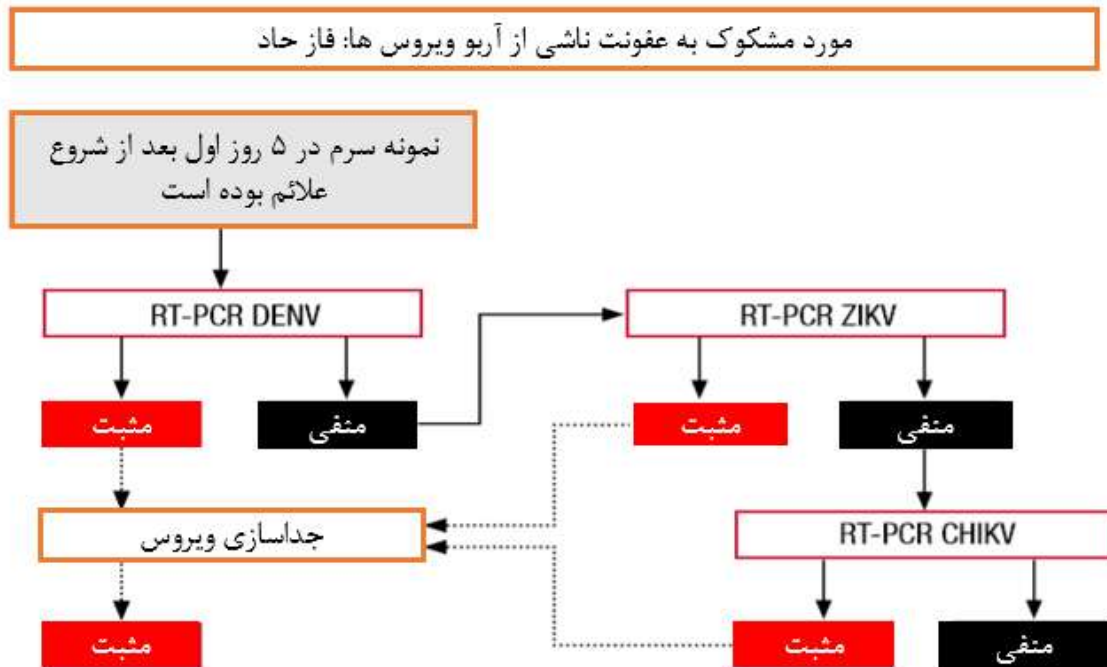 مورد مشکوک به عفونت ناشی از آربو ویروس ها: فاز حاد
نمونه سرم در ۵ روز اول بعد از شروع
علائم بوده است
RT-PCR DENV
RT-PCR ZIKV
مثبت
منفی
مثبت
منفی
جداسازی ویروس
RT-PCR CHIKV
مثبت
مثبت
منفی